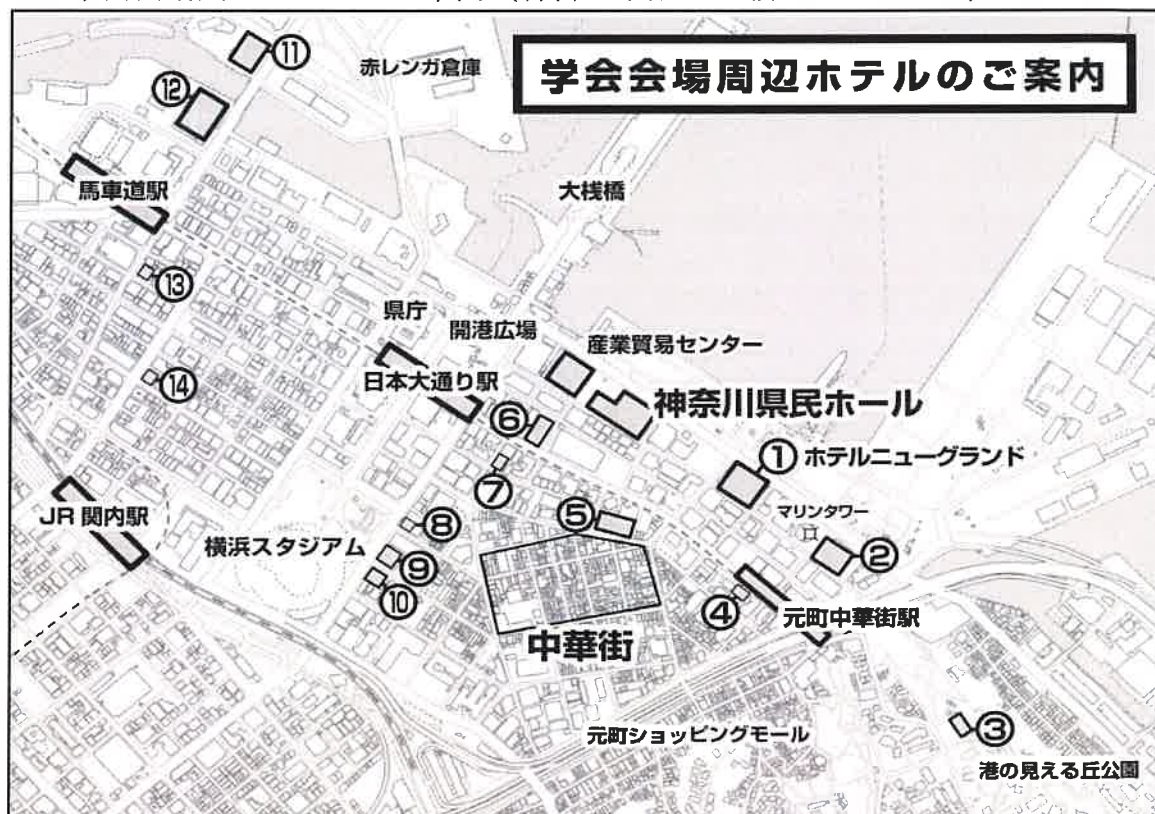 学会会場周辺ホテルのご案内
⑪
赤レンガ倉庫
⑫
馬車道駅
大桟橋
⑬
県庁
開港広場
産業貿易センター
⑭
日本大通り駅
神奈川県民ホール
⑥
① ホテルニューグランド
⑦
JR関内駅
⑤
マリンタワー
⑧
横浜スタジアム
②
⑨
⑩
④
元町中華街駅
中華街
③
元町ショッピングモール
港の見える丘公園